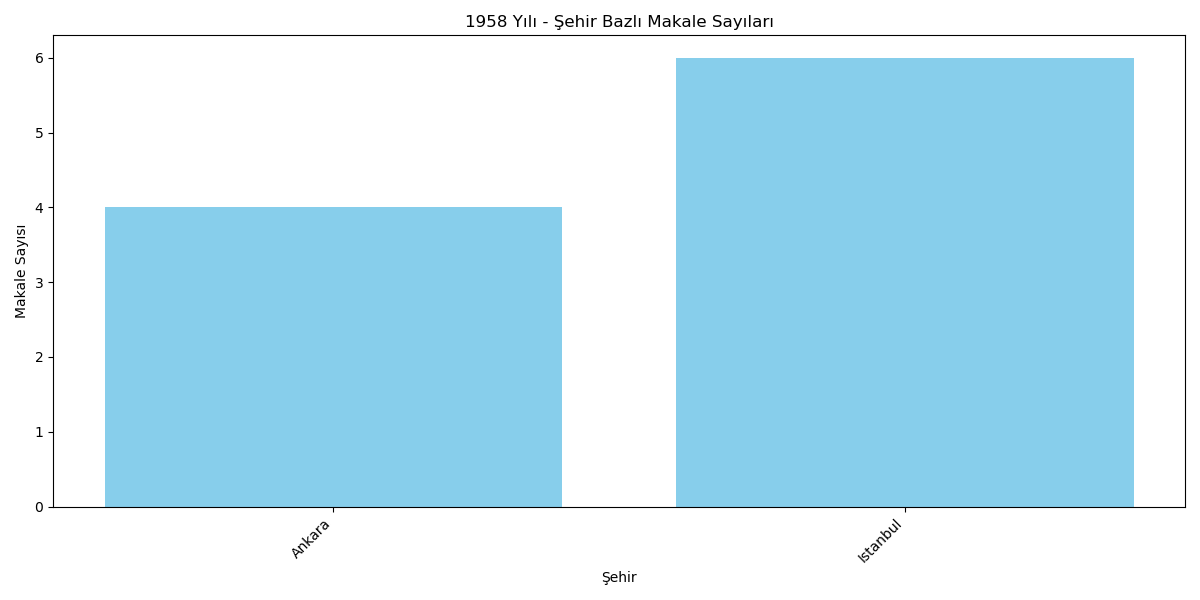 1958 Yılı - Şehir Bazlı Makale Sayıları
Makale Sayısı
6
5
4
3
2
1
0
Ankara
Istanbul
Şehir